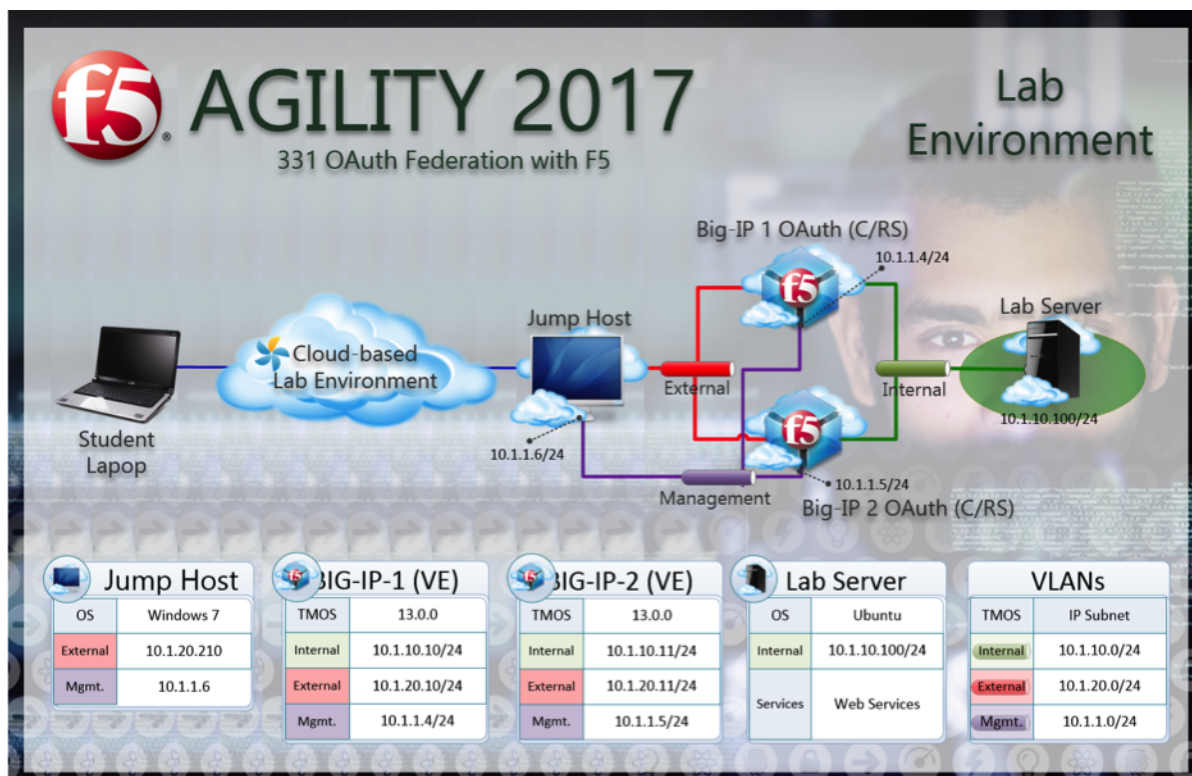 f5
®
AGILITY 2017
331 OAuth Federation with F5
Lab
Environment
Big-IP 1 OAuth (C/RS)
10.1.1.4/24
f5
Lab Server
Jump Host
Cloud-based
Lab Environment
External
Internal
f5
10.1.10.100/24
Student
Lapop
10.1.1.6/24
10.1.1.5/24
Management
Big-IP 2 OAuth (C/RS)
Jump Host
OS Windows 7
External 10.1.20.210
Mgmt. 10.1.1.6
BIG-IP-1 (VE)
TMOS 13.0.0
Internal 10.1.10.10/24
External 10.1.20.10/24
Mgmt. 10.1.1.4/24
BIG-IP-2 (VE)
TMOS 13.0.0
Internal 10.1.10.11/24
External 10.1.20.11/24
Mgmt. 10.1.1.5/24
Lab Server
OS Ubuntu
Internal 10.1.10.100/24
Services Web Services
VLANs
TMOS IP Subnet
Internal 10.1.10.0/24
External 10.1.20.0/24
Mgmt. 10.1.1.0/24